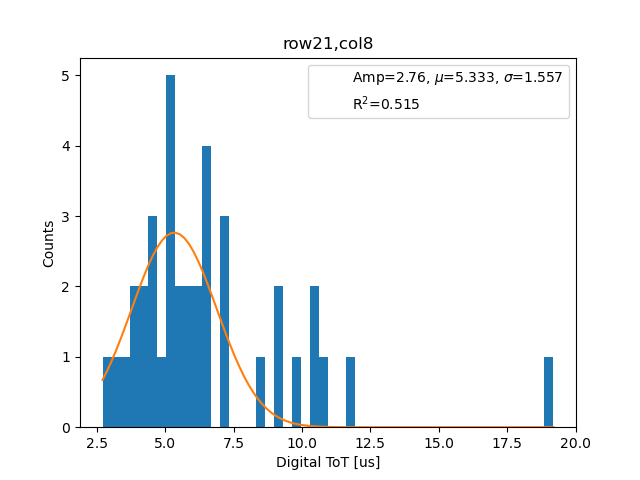 row21,col8
Amp=2.76, μ=5.333, σ=1.557
R²=0.515
5
4
3
2
1
0
Counts
2.5 5.0 7.5 10.0 12.5 15.0 17.5 20.0
Digital ToT [us]